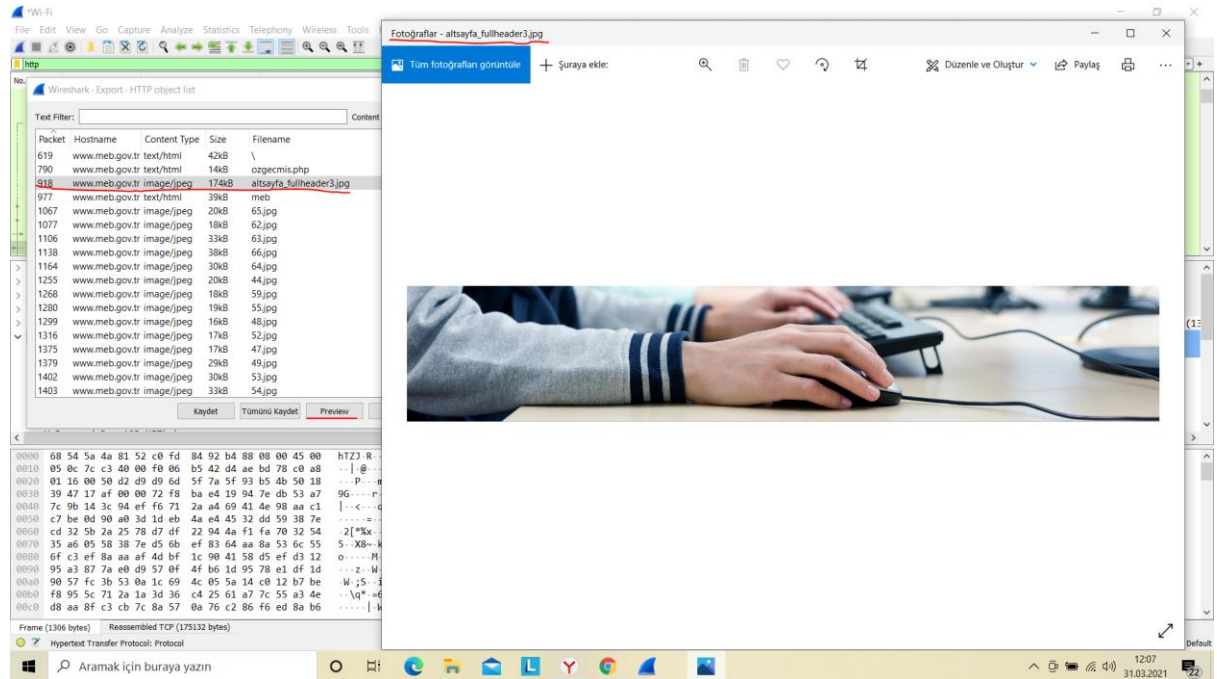 *Wi-Fi
File Edit View Go Capture Analyze Statistics Telephony Wireless Tools
http
No.
Wireshark · Export · HTTP object list
Text Filter: Content
Packet Hostname Content Type Size Filename
619 www.meb.gov.tr text/html 42kB \
790 www.meb.gov.tr text/html 14kB ozgecmis.php
918 www.meb.gov.tr image/jpeg 174kB altsayfa_fullheader3.jpg
977 www.meb.gov.tr text/html 39kB meb
1067 www.meb.gov.tr image/jpeg 20kB 65.jpg
1077 www.meb.gov.tr image/jpeg 18kB 62.jpg
1106 www.meb.gov.tr image/jpeg 33kB 63.jpg
1138 www.meb.gov.tr image/jpeg 38kB 66.jpg
1164 www.meb.gov.tr image/jpeg 30kB 64.jpg
1255 www.meb.gov.tr image/jpeg 20kB 44.jpg
1268 www.meb.gov.tr image/jpeg 18kB 59.jpg
1280 www.meb.gov.tr image/jpeg 19kB 55.jpg
1299 www.meb.gov.tr image/jpeg 16kB 48.jpg
1316 www.meb.gov.tr image/jpeg 17kB 52.jpg
1375 www.meb.gov.tr image/jpeg 17kB 47.jpg
1379 www.meb.gov.tr image/jpeg 29kB 49.jpg
1402 www.meb.gov.tr image/jpeg 30kB 53.jpg
1403 www.meb.gov.tr image/jpeg 33kB 54.jpg
Kaydet Tümünü Kaydet Preview
Fotoğraflar - altsayfa_fullheader3.jpg
Tüm fotoğrafları görüntüle Şuraya ekle: Düzenle ve Oluştur Paylaş
(13
0000 68 54 5a 4a 81 52 c0 fd 84 92 b4 88 08 00 45 00 hTZJ·R·
0010 05 0c 7c c3 40 00 f0 06 b5 42 d4 ae bd 78 c0 a8 ··|·@···
0020 01 16 00 50 d2 d9 d9 6d 5f 7a 5f 93 b5 4b 50 18 ···P···m
0030 39 47 17 af 00 00 72 f8 ba e4 19 94 7e db 53 a7 9G····r·
0040 7c 9b 14 3c 94 ef f6 71 2a a4 69 41 4e 98 aa c1 |··<···q
0050 c7 be 0d 90 a0 3d 1d eb 4a e4 45 32 dd 59 38 7e ·····=··
0060 cd 32 5b 2a 25 78 d7 df 22 94 4a f1 fa 70 32 54 ·2[*%x··
0070 35 a6 05 58 38 7e d5 6b ef 83 64 aa 8a 53 6c 55 5··X8~·k
0080 6f c3 ef 8a aa af 4d bf 1c 90 41 58 d5 ef d3 12 o·····M·
0090 95 a3 87 7a e0 d9 57 0f 4f b6 1d 95 78 e1 df 1d ···z··W·
00a0 90 57 fc 3b 53 0a 1c 69 4c 05 5a 14 c0 12 b7 be ·W·;S··i
00b0 f8 95 5c 71 2a 1a 3d 36 c4 25 61 a7 7c 55 a3 4e ··\q*·=6
00c0 d8 aa 8f c3 cb 7c 8a 57 0a 76 c2 86 f6 ed 8a b6 ·····|·W
Frame (1306 bytes) Reassembled TCP (175132 bytes)
Hypertext Transfer Protocol: Protocol Default
Aramak için buraya yazın
12:07
31.03.2021
22